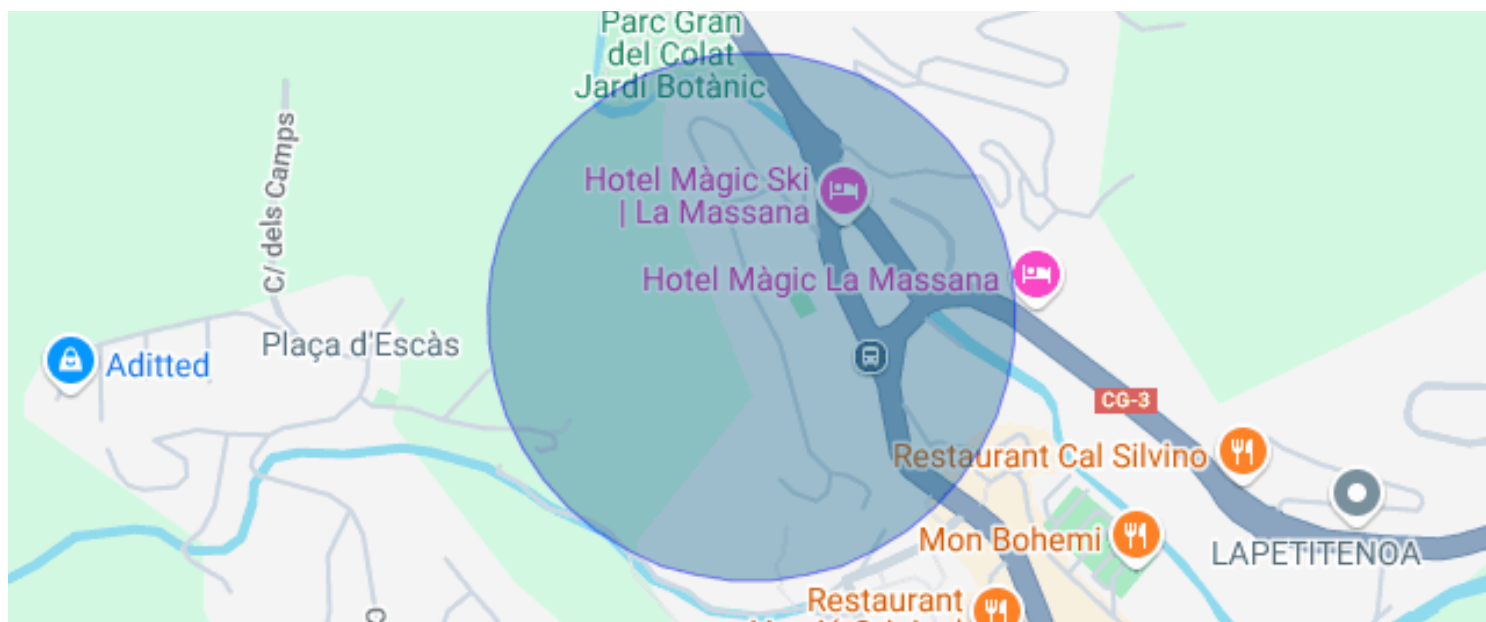 Parc Gran
del Colat
Jardí Botànic
C/ dels Camps
Hotel Màgic Ski
| La Massana
Hotel Màgic La Massana
Plaça d'Escàs
Aditted
CG-3
Restaurant Cal Silvino
Mon Bohemi
LAPETITENOA
Restaurant